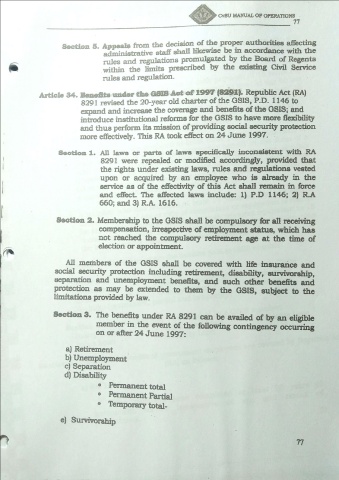 CMBU MANUAL OF OPERATIONS
77
Section 5. Appeals from the decision of the proper authorities affecting
administrative staff shall likewise be in accordance with the
rules and regulations promulgated by the Board of Regents
within the limits prescribed by the existing Civil Service
rules and regulation.
Article 34. Benefits under the GSIS Act of 1997 (8291). Republic Act (RA)
8291 revised the 20-year old charter of the GSIS, P.D. 1146 to
expand and increase the coverage and benefits of the GSIS; and
introduce institutional reforms for the GSIS to have more flexibility
and thus perform its mission of providing social security protection
more effectively. This RA took effect on 24 June 1997.
Section 1. All laws or parts of laws specifically inconsistent with RA
8291 were repealed or modified accordingly, provided that
the rights under existing laws, rules and regulations vested
upon or acquired by an employee who is already in the
service as of the effectivity of this Act shall remain in force
and effect. The affected laws include: 1) P.D 1146; 2) R.A
660; and 3) R.A. 1616.
Section 2. Membership to the GSIS shall be compulsory for all receiving
compensation, irrespective of employment status, which has
not reached the compulsory retirement age at the time of
election or appointment.
All members of the GSIS shall be covered with life insurance and
social security protection including retirement, disability, survivorship,
separation and unemployment benefits, and such other benefits and
protection as may be extended to them by the GSIS, subject to the
limitations provided by law.
Section 3. The benefits under RA 8291 can be availed of by an eligible
member in the event of the following contingency occurring
on or after 24 June 1997:
a) Retirement
b) Unemployment
c) Separation
d) Disability
• Permanent total
• Permanent Partial
• Temporary total-
e) Survivorship
77